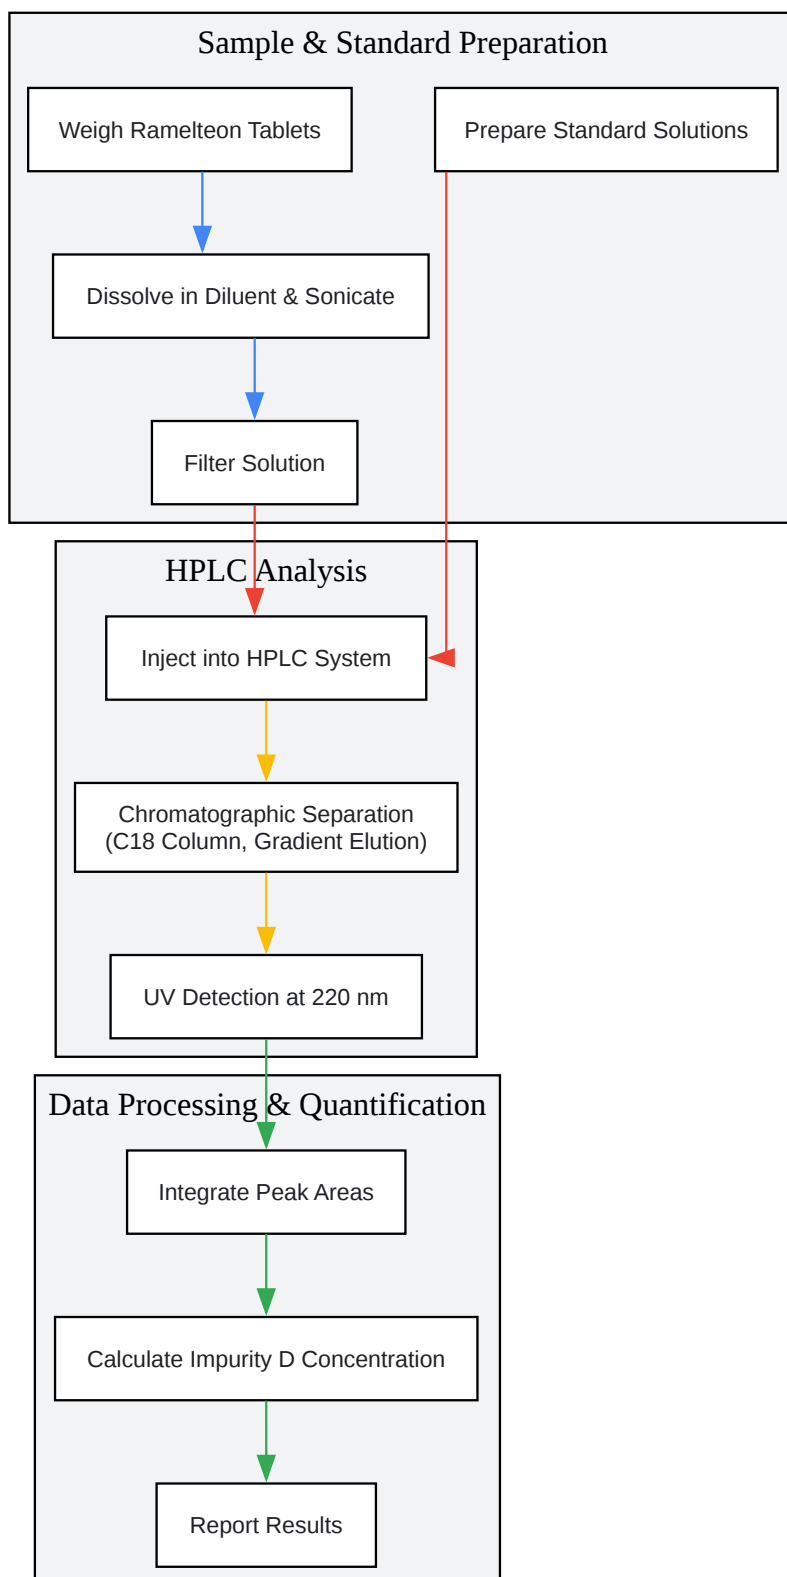 Sample & Standard Preparation
Weigh Ramelteon Tablets
Prepare Standard Solutions
Dissolve in Diluent & Sonicate
Filter Solution
HPLC Analysis
Inject into HPLC System
Chromatographic Separation
(C18 Column, Gradient Elution)
UV Detection at 220 nm
Data Processing & Quantification
Integrate Peak Areas
Calculate Impurity D Concentration
Report Results